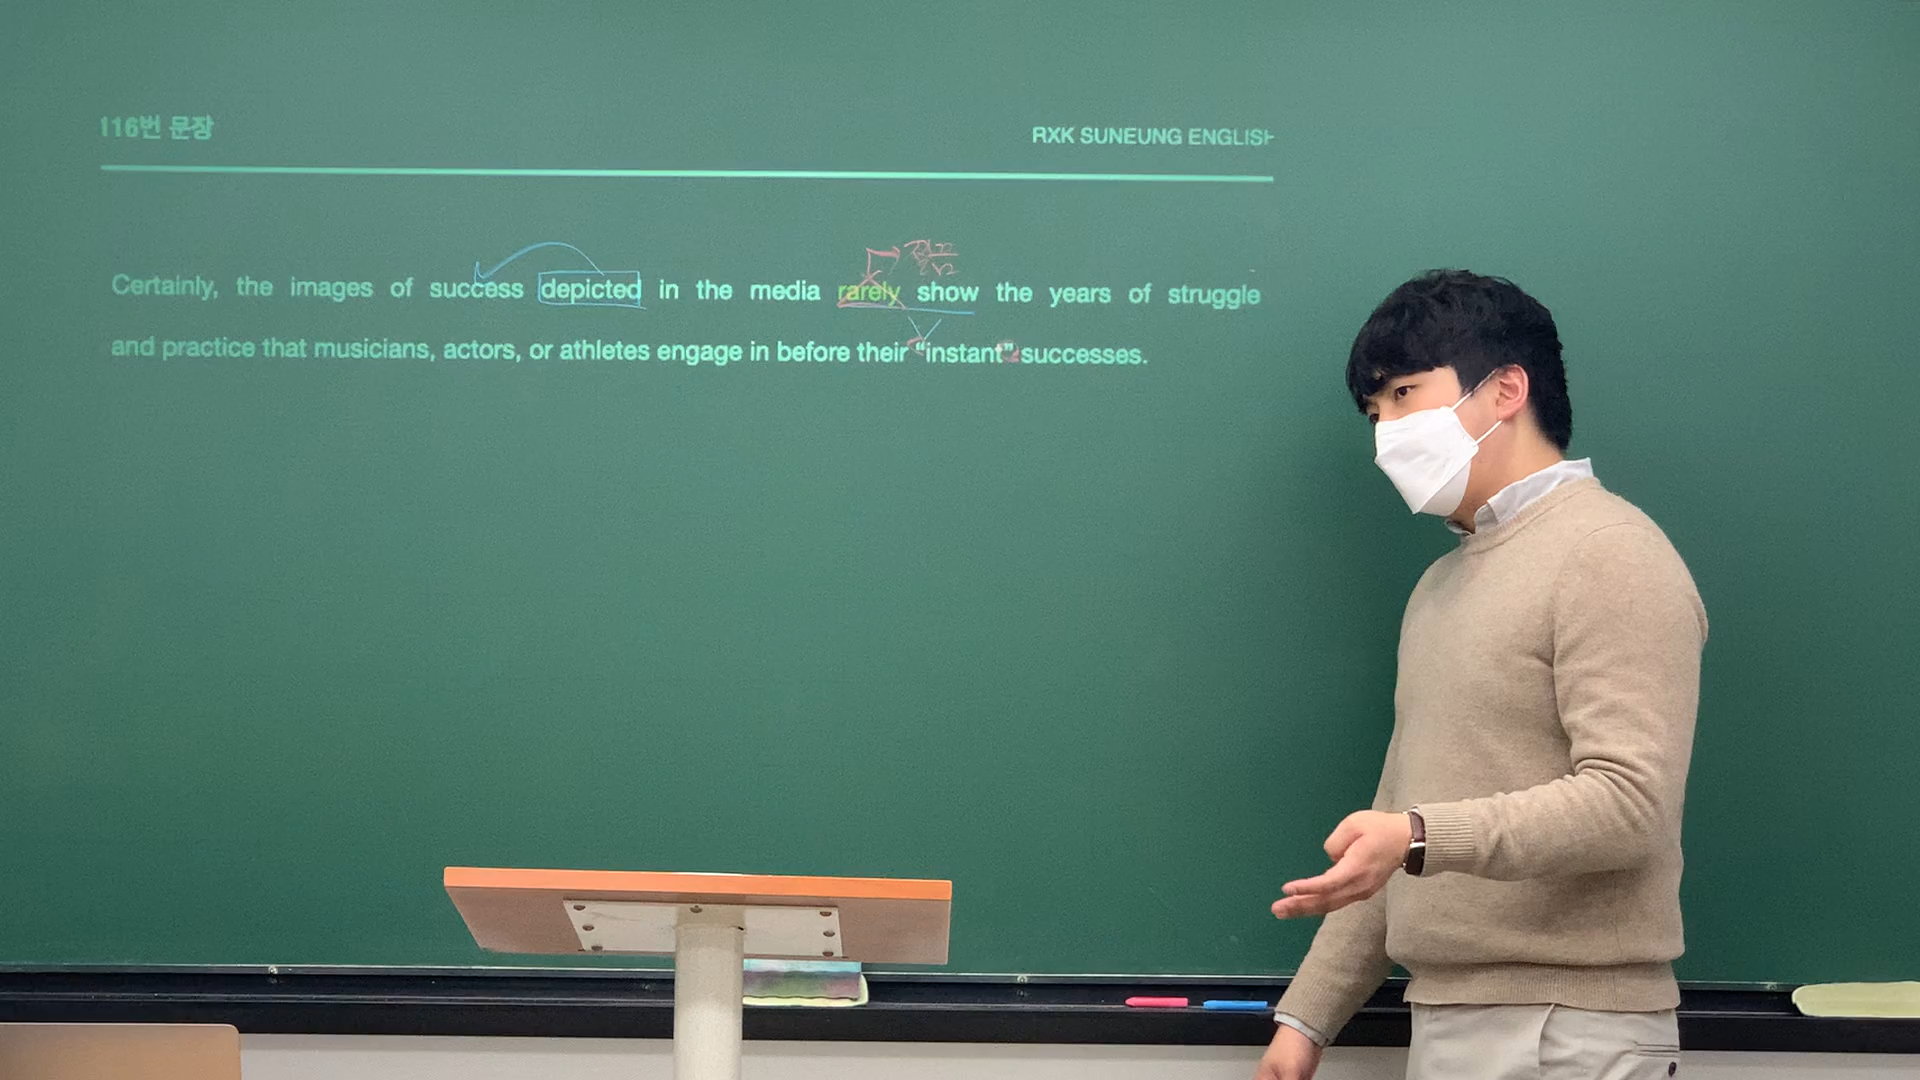 116번 문장
RXK SUNEUNG ENGLISH
Certainly, the images of success depicted in the media rarely show the years of struggle
and practice that musicians, actors, or athletes engage in before their “instant” successes.